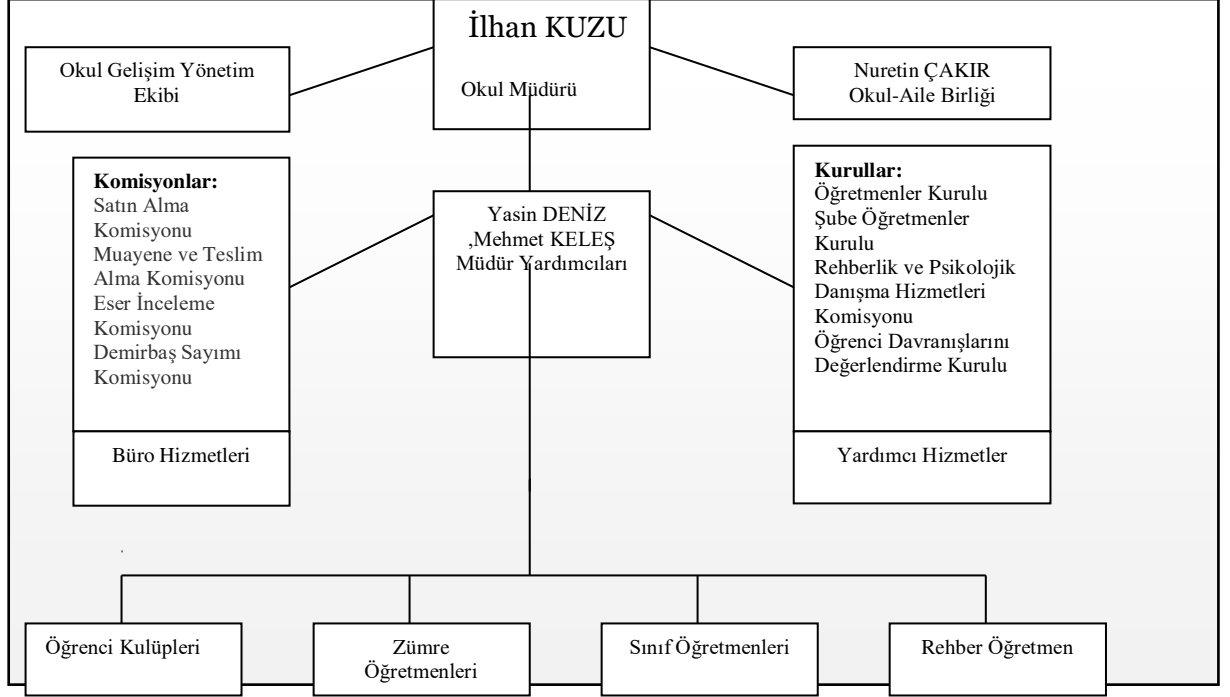 İlhan KUZU
Okul Müdürü
Okul Gelişim Yönetim
Ekibi
Nuretin ÇAKIR
Okul-Aile Birliği
Komisyonlar:
Satın Alma
Komisyonu
Muayene ve Teslim
Alma Komisyonu
Eser İnceleme
Komisyonu
Demirbaş Sayımı
Komisyonu
Yasin DENİZ
,Mehmet KELEŞ
Müdür Yardımcıları
Kurullar:
Öğretmenler Kurulu
Şube Öğretmenler
Kurulu
Rehberlik ve Psikolojik
Danışma Hizmetleri
Komisyonu
Öğrenci Davranışlarını
Değerlendirme Kurulu
Büro Hizmetleri
Yardımcı Hizmetler
Öğrenci Kulüpleri
Zümre
Öğretmenleri
Sınıf Öğretmenleri
Rehber Öğretmen